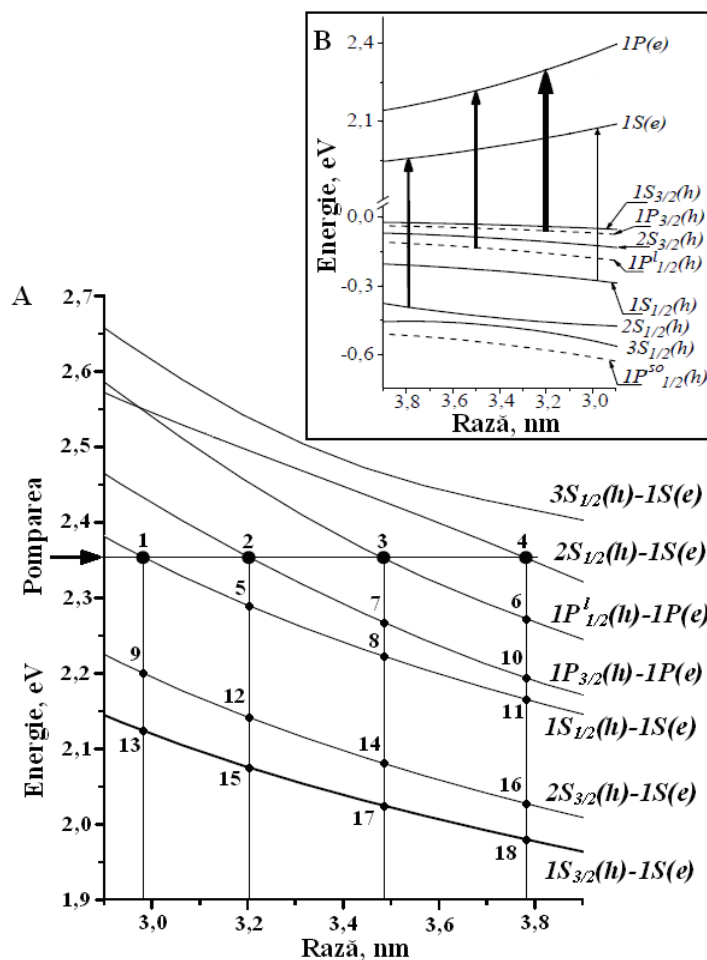 B
2,4
2,1
0,0
-0,3
-0,6
Energie, eV
1P(e)
1S(e)
1S3/2(h)
1P3/2(h)
2S3/2(h)
1Pl1/2(h)
1S1/2(h)
2S1/2(h)
3S1/2(h)
1Pso1/2(h)
3,8 3,6 3,4 3,2 3,0
Rază, nm
A
2,7
2,6
2,5
2,4
2,3
2,2
2,1
2,0
1,9
Pomparea
Energie, eV
1 2 3 4
5 6
7 8
9 10
11
12
13 14
15 16
17
18
3S1/2(h)-1S(e)
2S1/2(h)-1S(e)
1Pl1/2(h)-1P(e)
1P3/2(h)-1P(e)
1S1/2(h)-1S(e)
2S3/2(h)-1S(e)
1S3/2(h)-1S(e)
3,0 3,2 3,4 3,6 3,8
Rază, nm